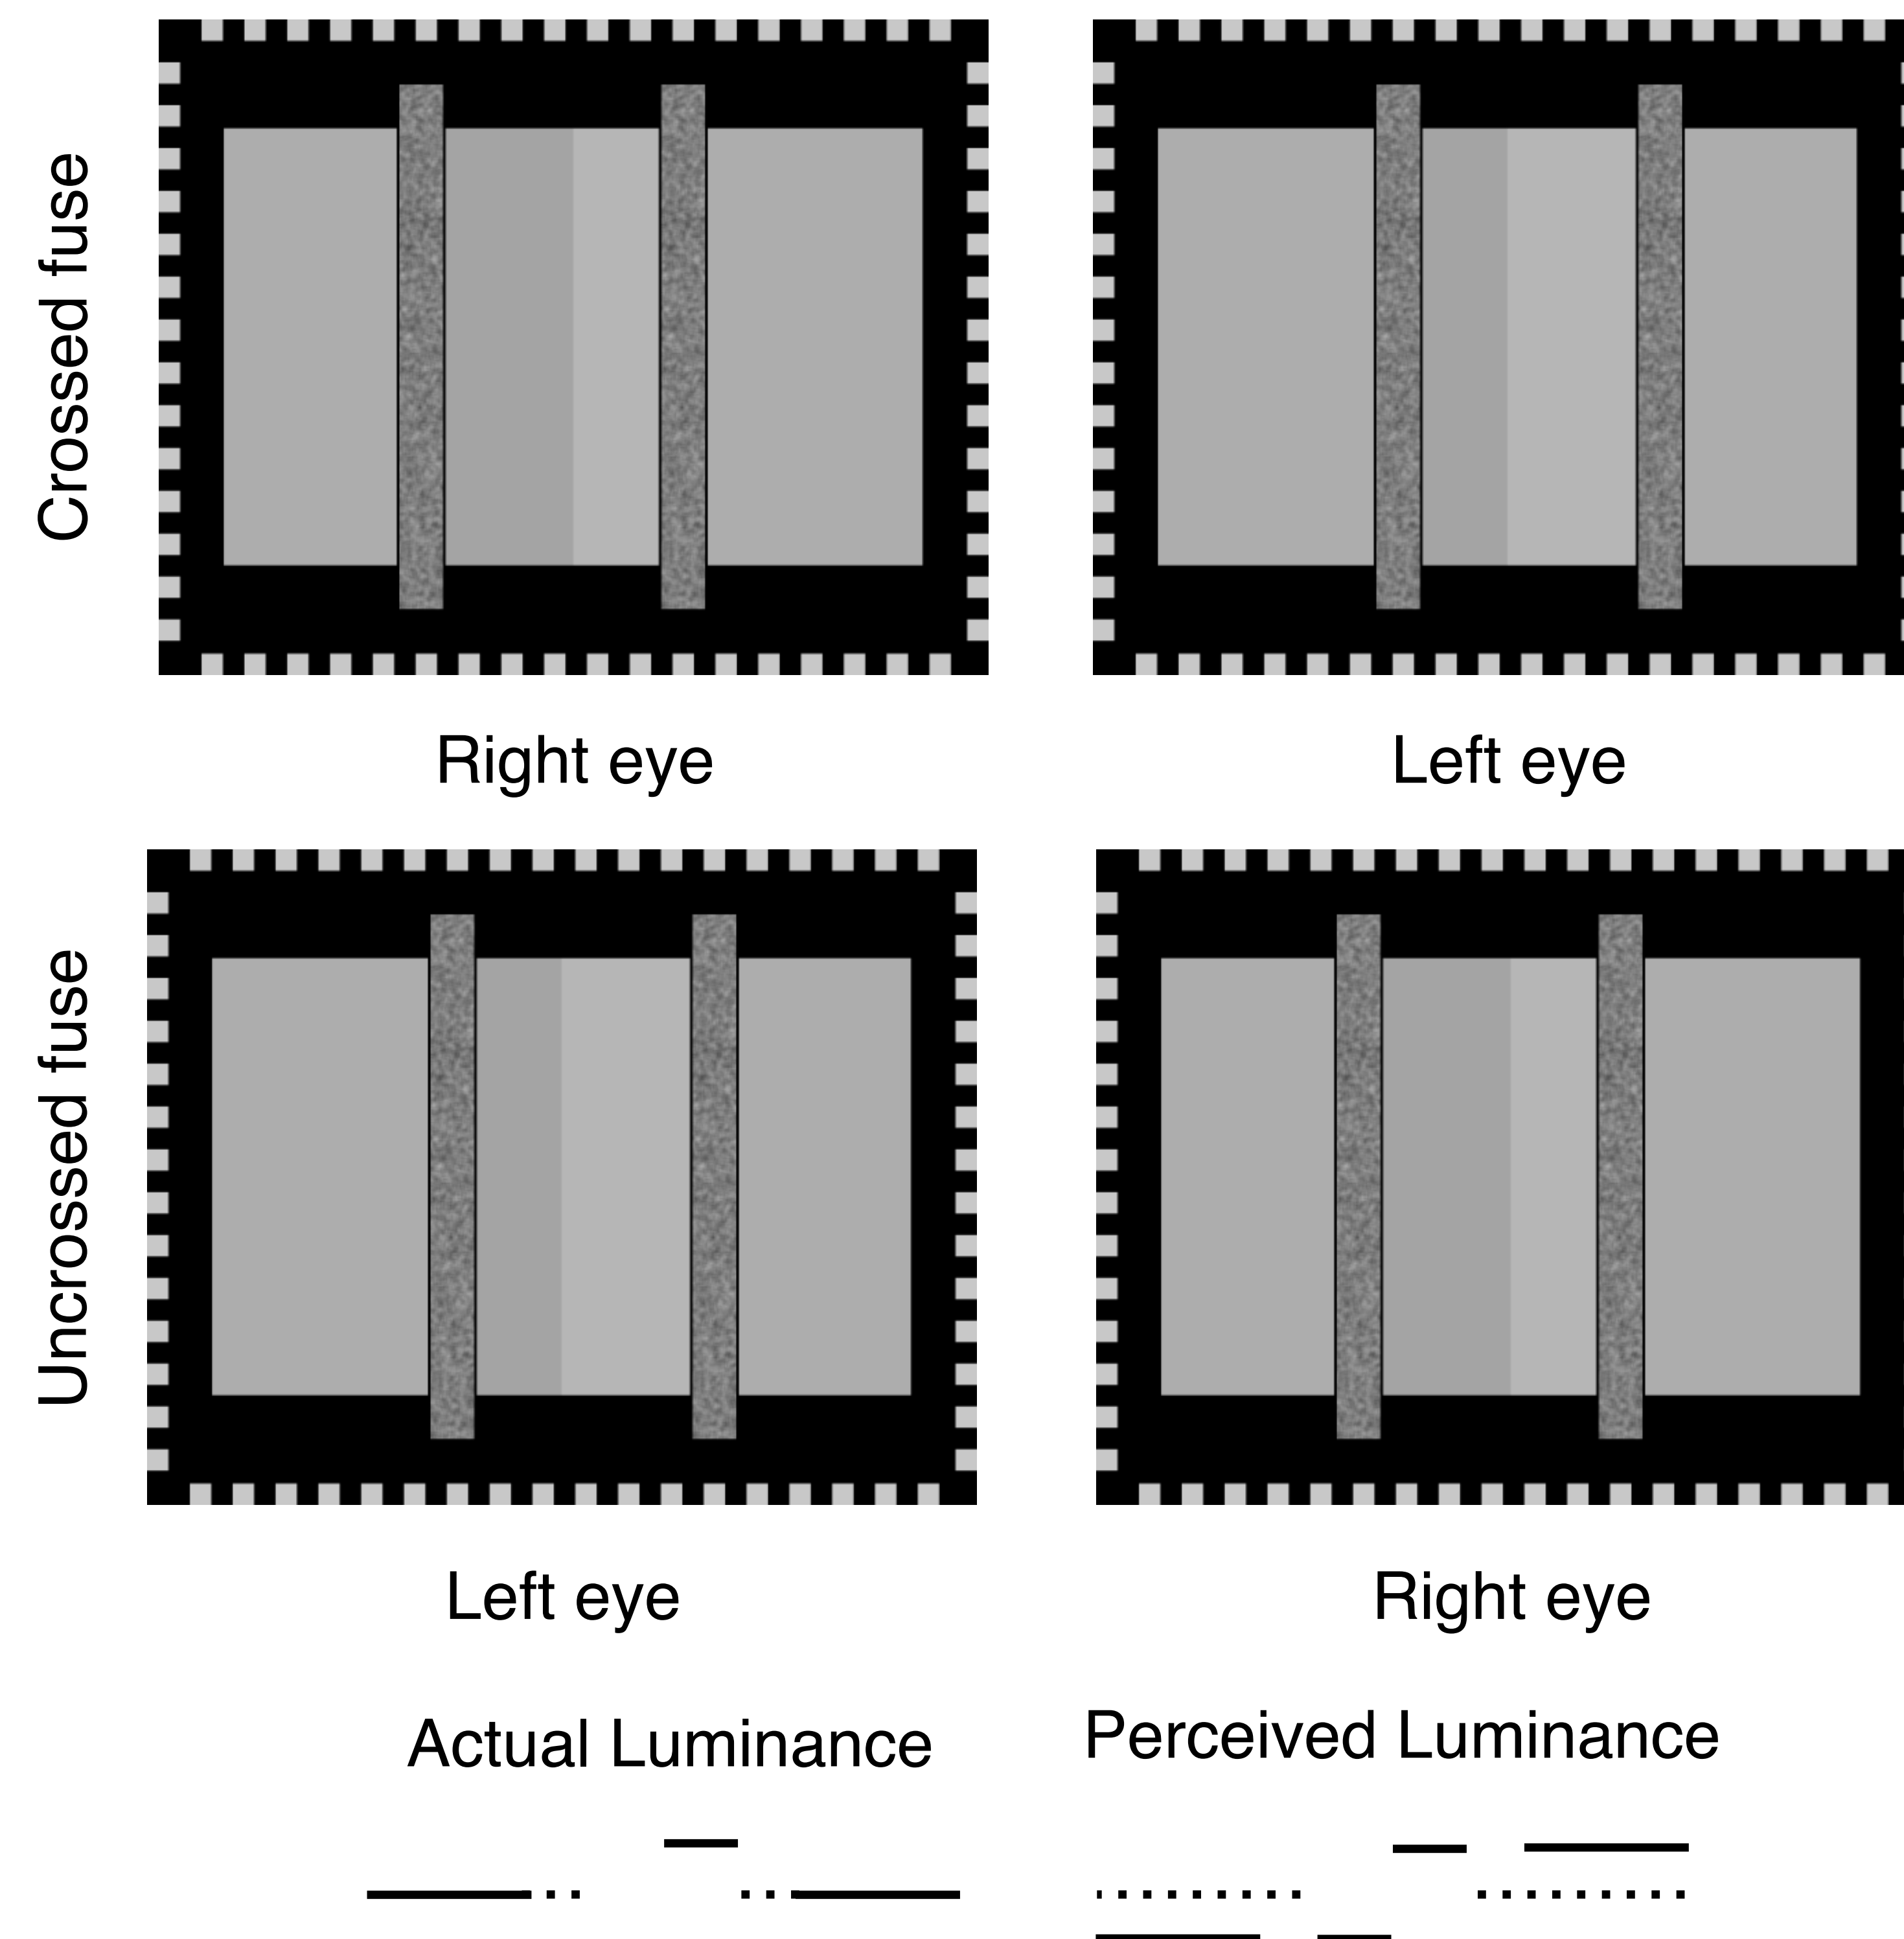 Crossed fuse
Right eye
Left eye
Uncrossed fuse
Left eye
Right eye
Actual Luminance
Perceived Luminance